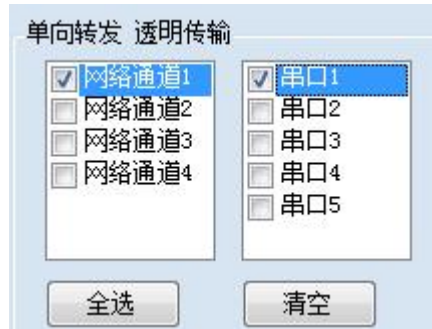 单向转发 透明传输
网络通道1
网络通道2
网络通道3
网络通道4
串口1
串口2
串口3
串口4
串口5
全选
清空